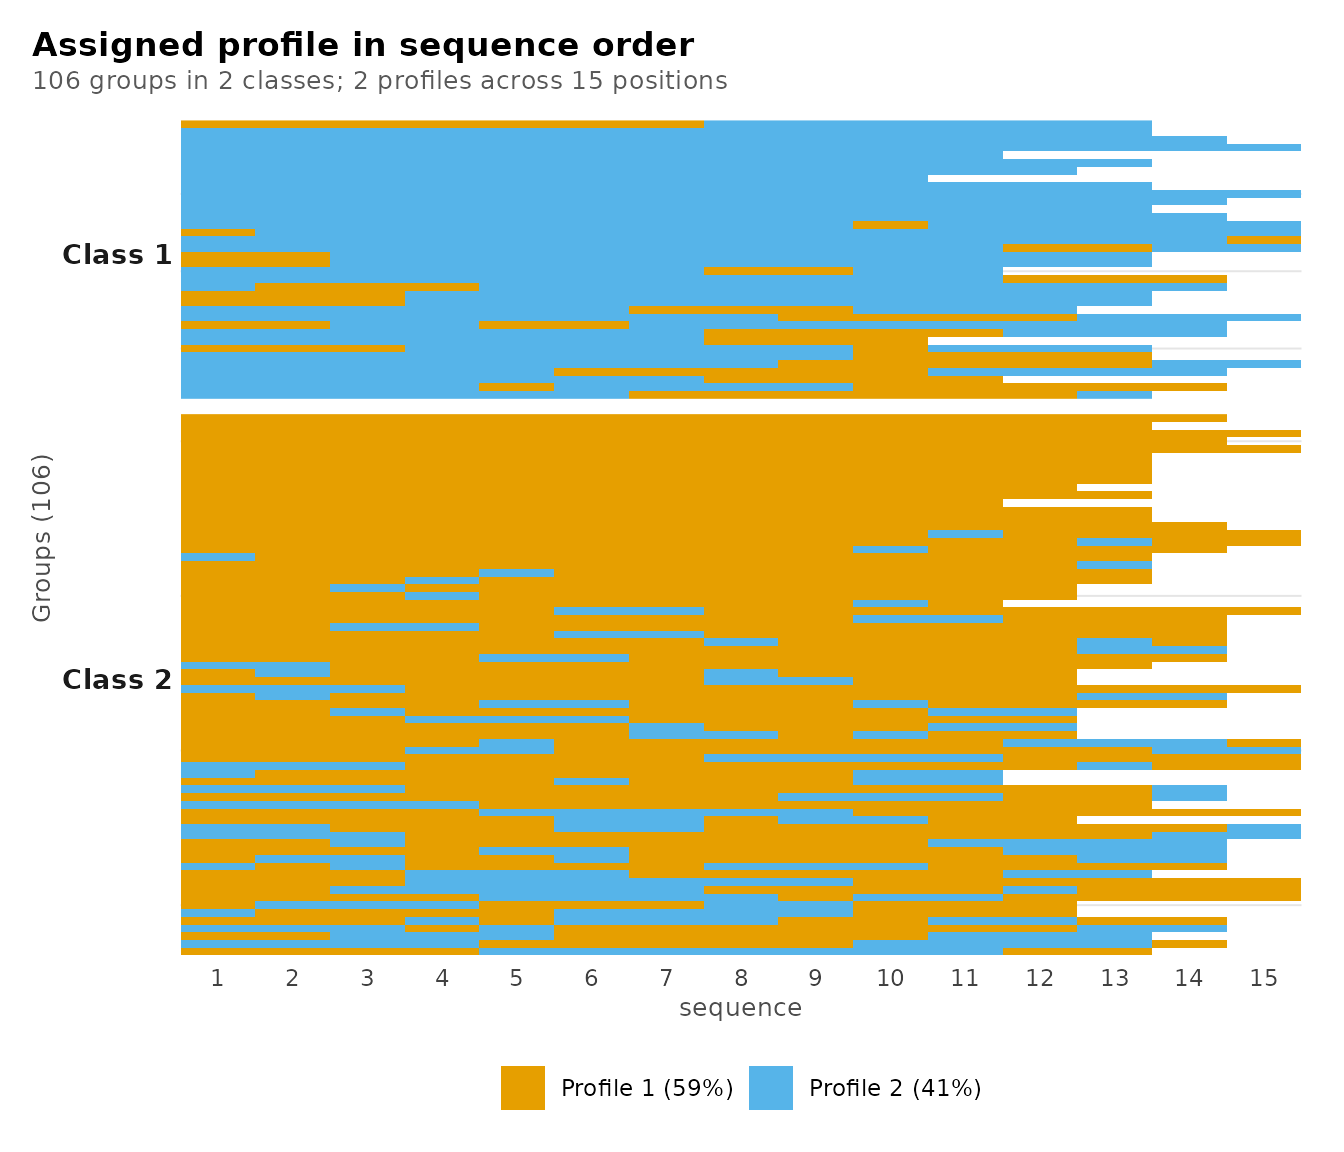 Assigned profile in sequence order
106 groups in 2 classes; 2 profiles across 15 positions
Class 1
Groups (106)
Class 2
1 2 3 4 5 6 7 8 9 10 11 12 13 14 15
sequence
Profile 1 (59%) Profile 2 (41%)